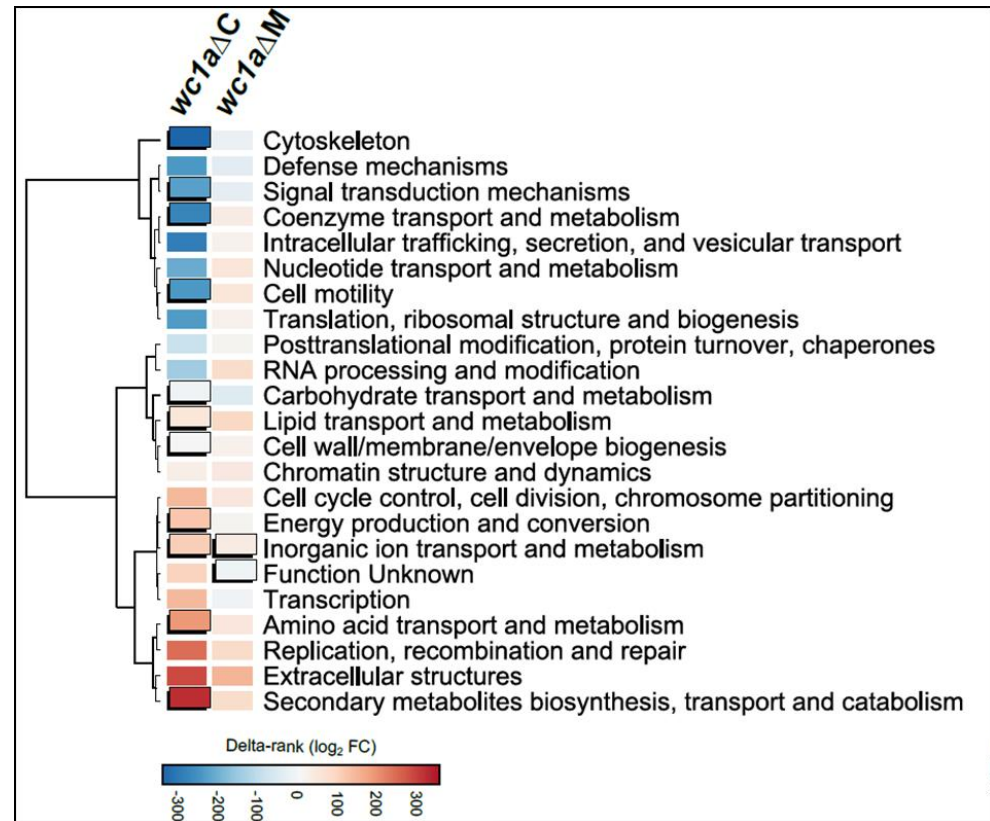 wc1aΔC
wc1aΔM
Cytoskeleton
Defense mechanisms
Signal transduction mechanisms
Coenzyme transport and metabolism
Intracellular trafficking, secretion, and vesicular transport
Nucleotide transport and metabolism
Cell motility
Translation, ribosomal structure and biogenesis
Posttranslational modification, protein turnover, chaperones
RNA processing and modification
Carbohydrate transport and metabolism
Lipid transport and metabolism
Cell wall/membrane/envelope biogenesis
Chromatin structure and dynamics
Cell cycle control, cell division, chromosome partitioning
Energy production and conversion
Inorganic ion transport and metabolism
Function Unknown
Transcription
Amino acid transport and metabolism
Replication, recombination and repair
Extracellular structures
Secondary metabolites biosynthesis, transport and catabolism
Delta-rank (log₂ FC)
-300
-200
-100
0
100
200
300